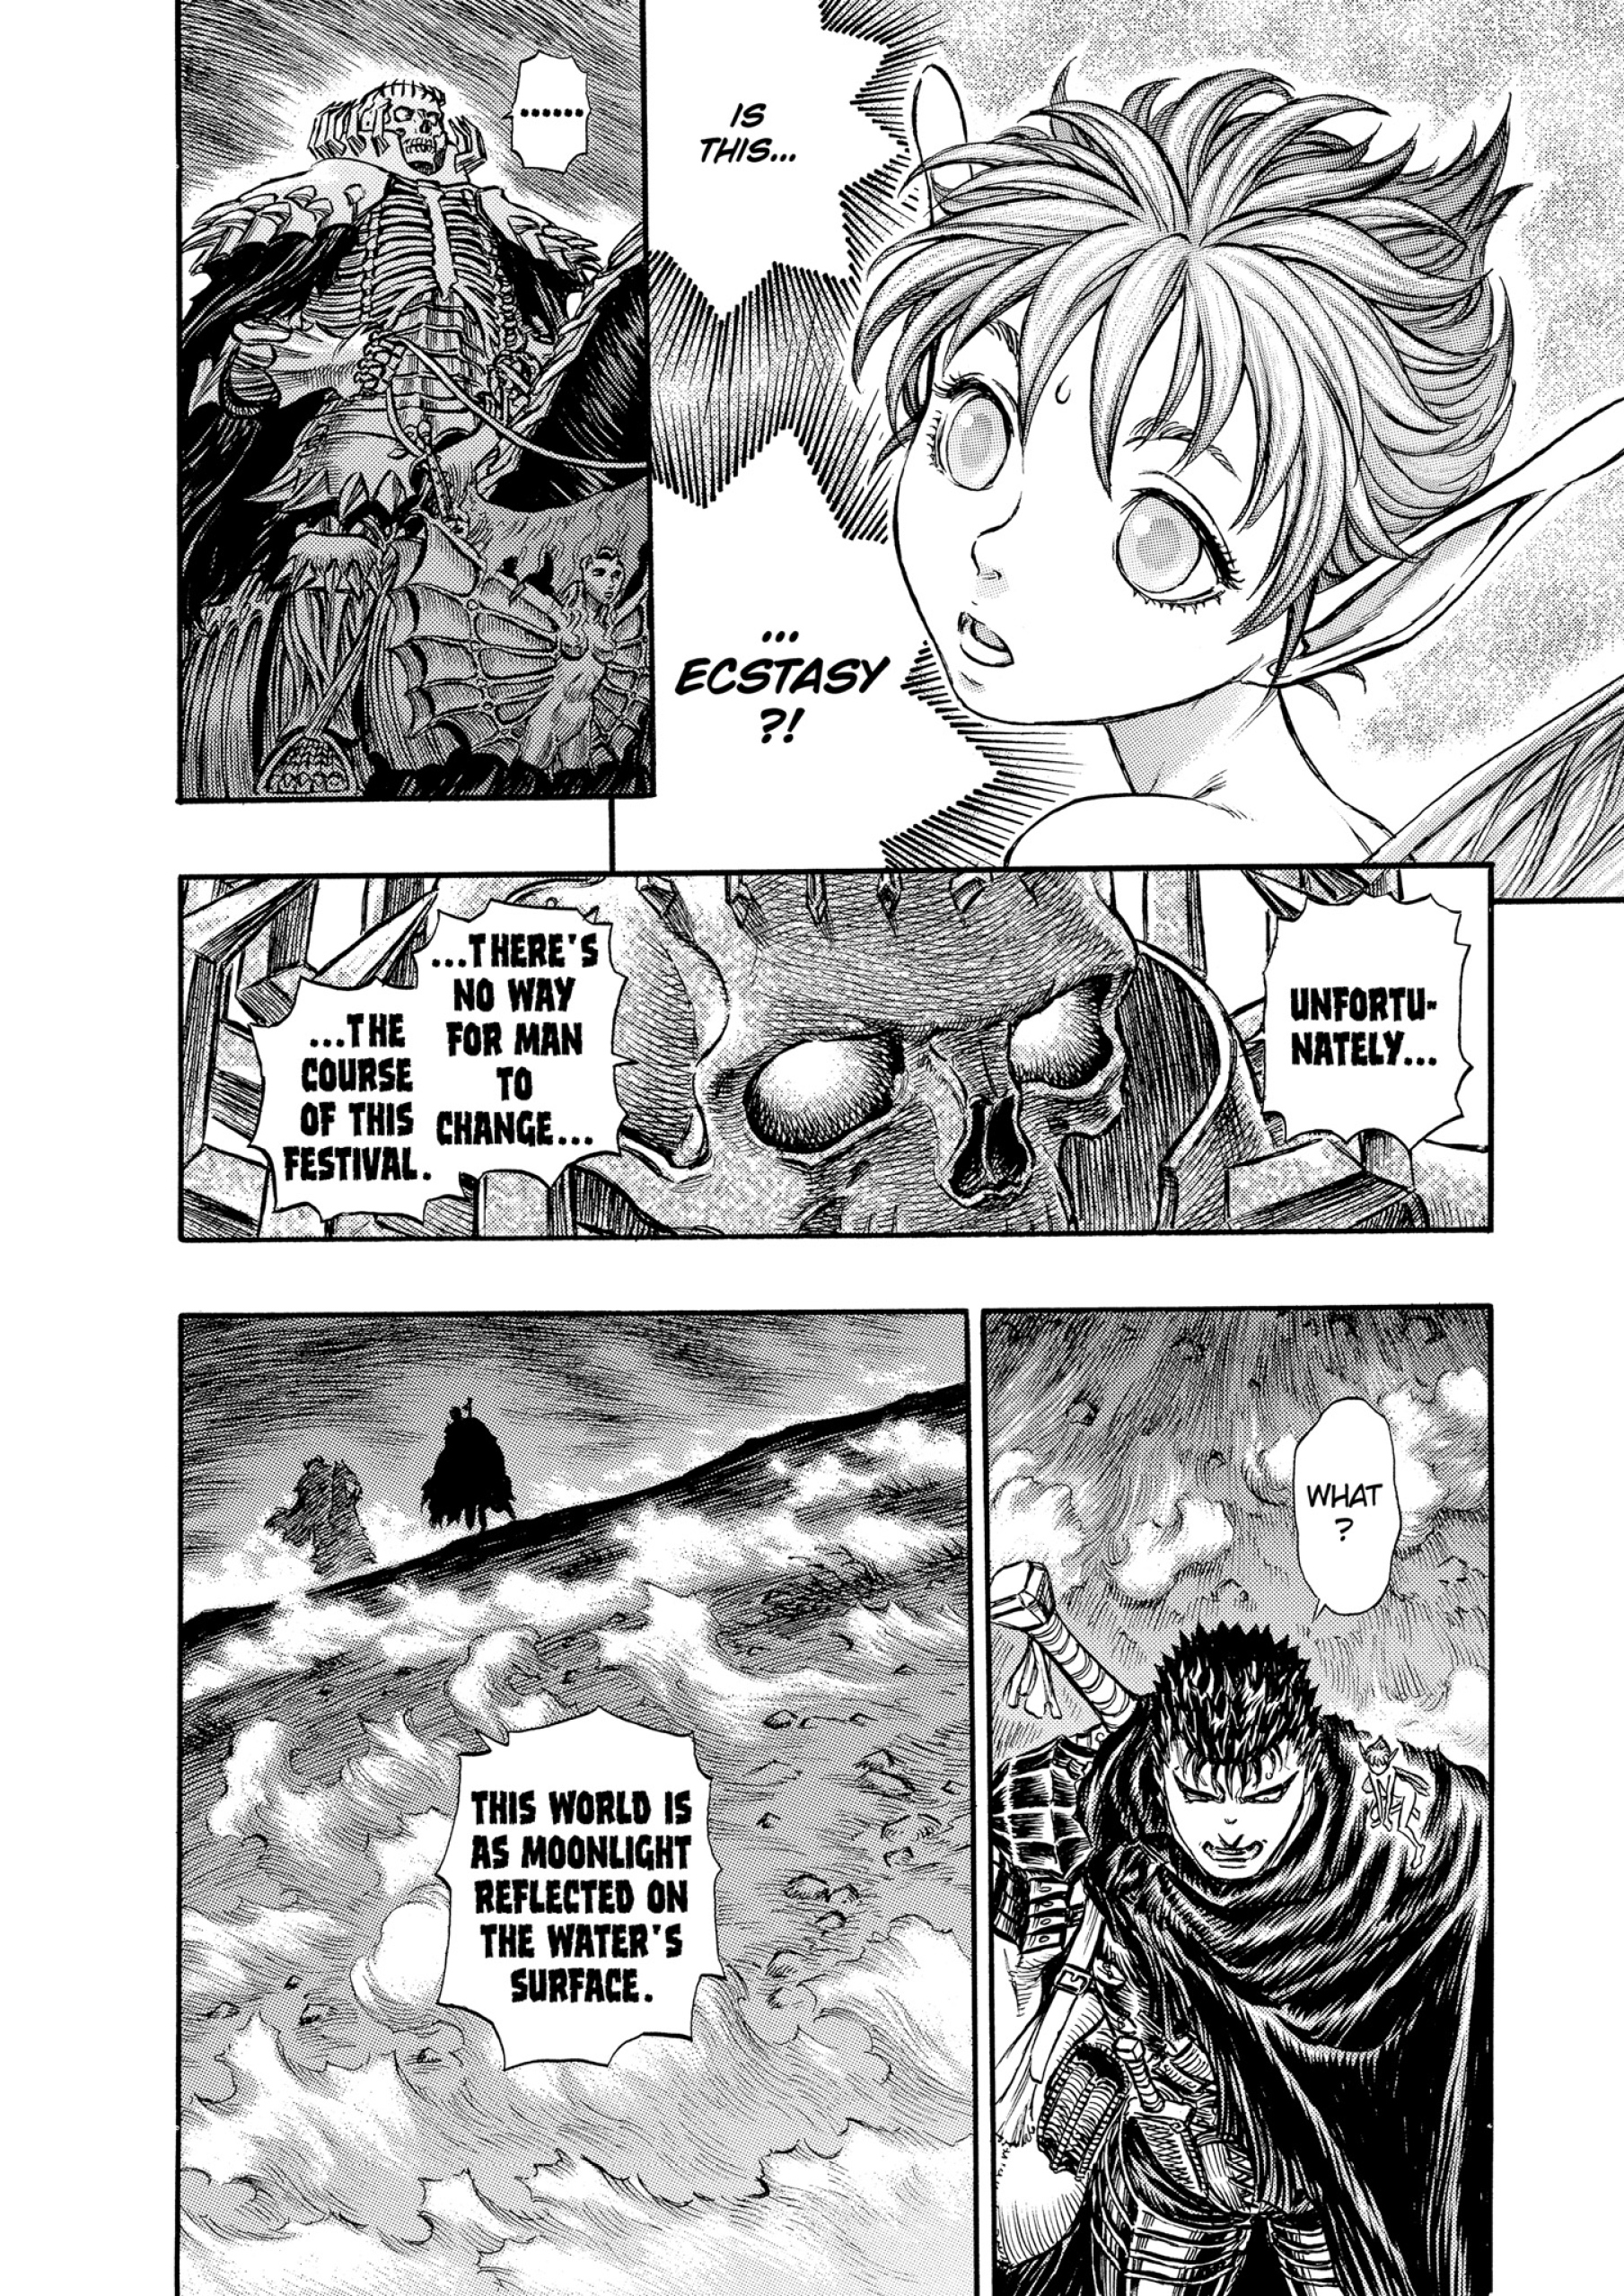 IS
THIS...
...
ECSTASY
?!
......
UNFORTU-
NATELY...
...THERE'S
NO WAY
FOR MAN
TO
CHANGE...
...THE
COURSE
OF THIS
FESTIVAL.
WHAT
?
THIS WORLD IS
AS MOONLIGHT
REFLECTED ON
THE WATER'S
SURFACE.